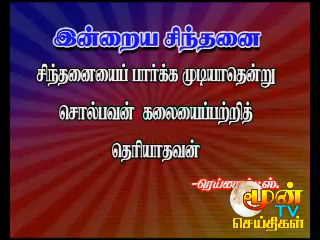 இன்றைய சிந்தனை
சிந்தனையைப் பார்க்க முடியாதென்று
சொல்பவன் கலையைப்பற்றித்
தெரியாதவன்
மூன்
TV
செய்திகள்